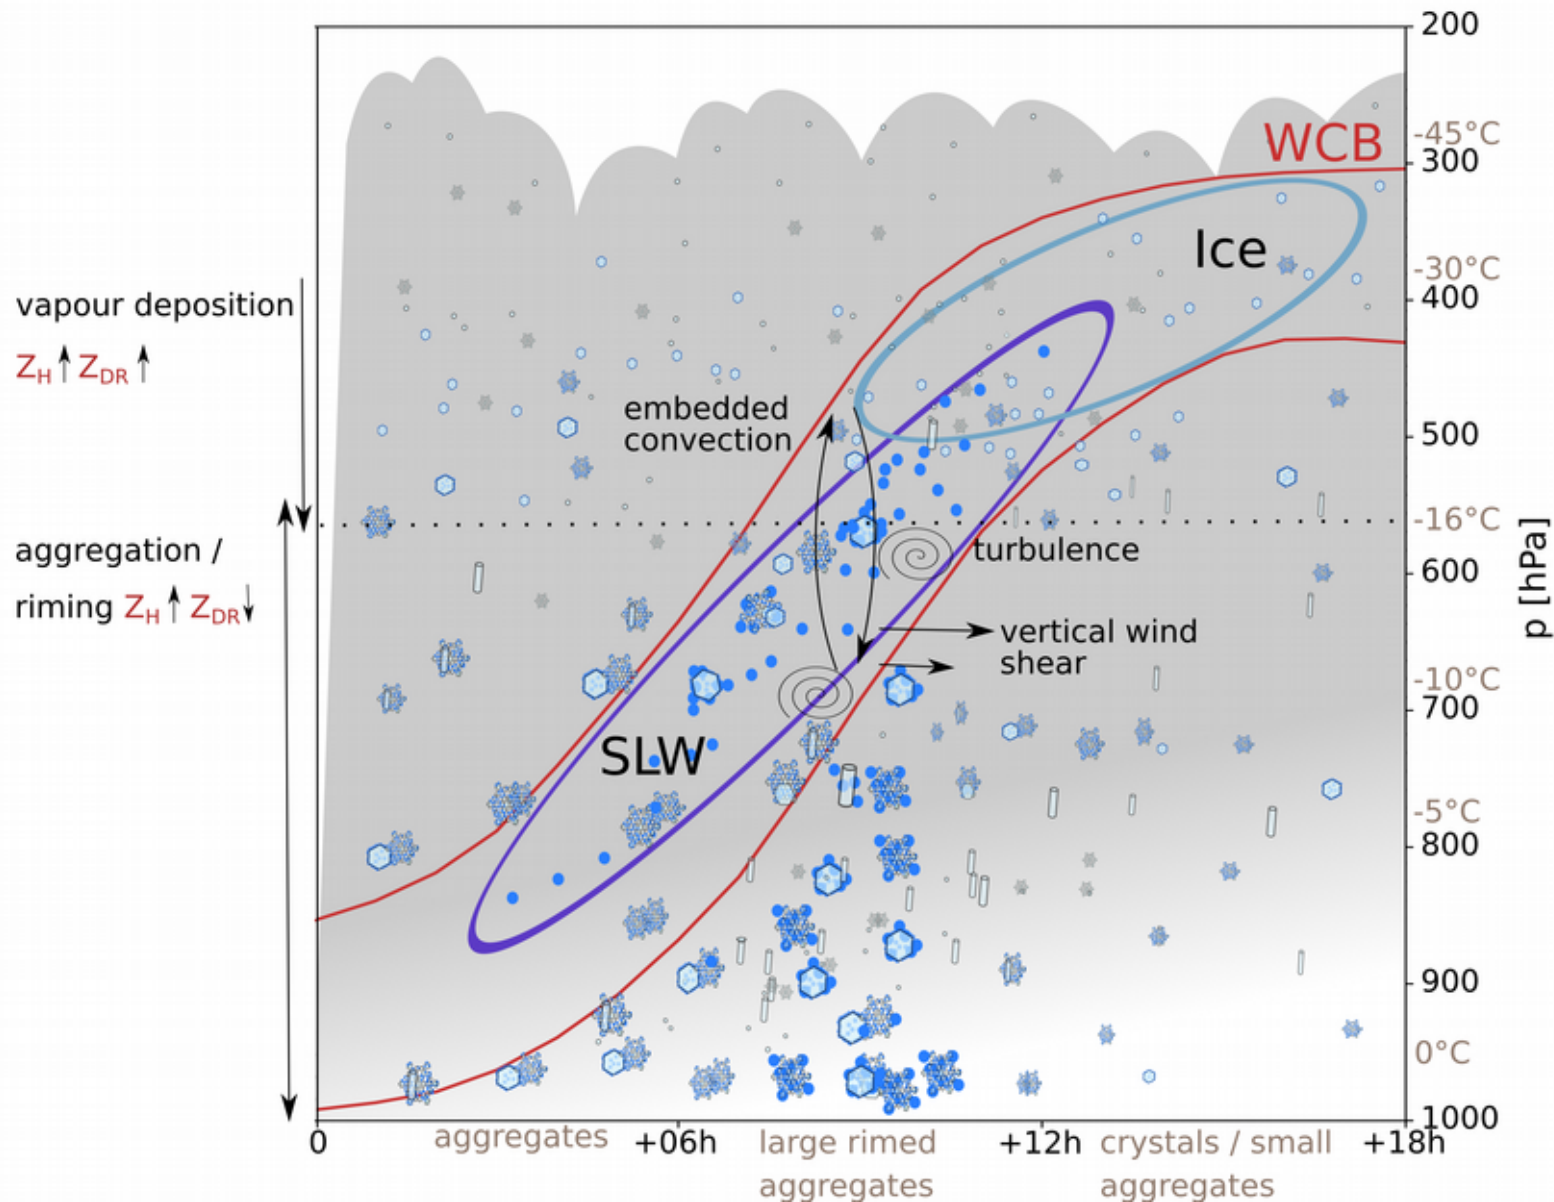 200
-45°C
WCB
300
Ice
-30°C
vapour deposition
400
ZH ZDR
embedded
convection
500
-16°C
aggregation /
turbulence
600
p [hPa]
riming ZH ZDR
vertical wind
shear
-10°C
700
SLW
-5°C
800
900
0°C
1000
0
aggregates
+06h
large rimed
aggregates
+12h
crystals / small
aggregates
+18h